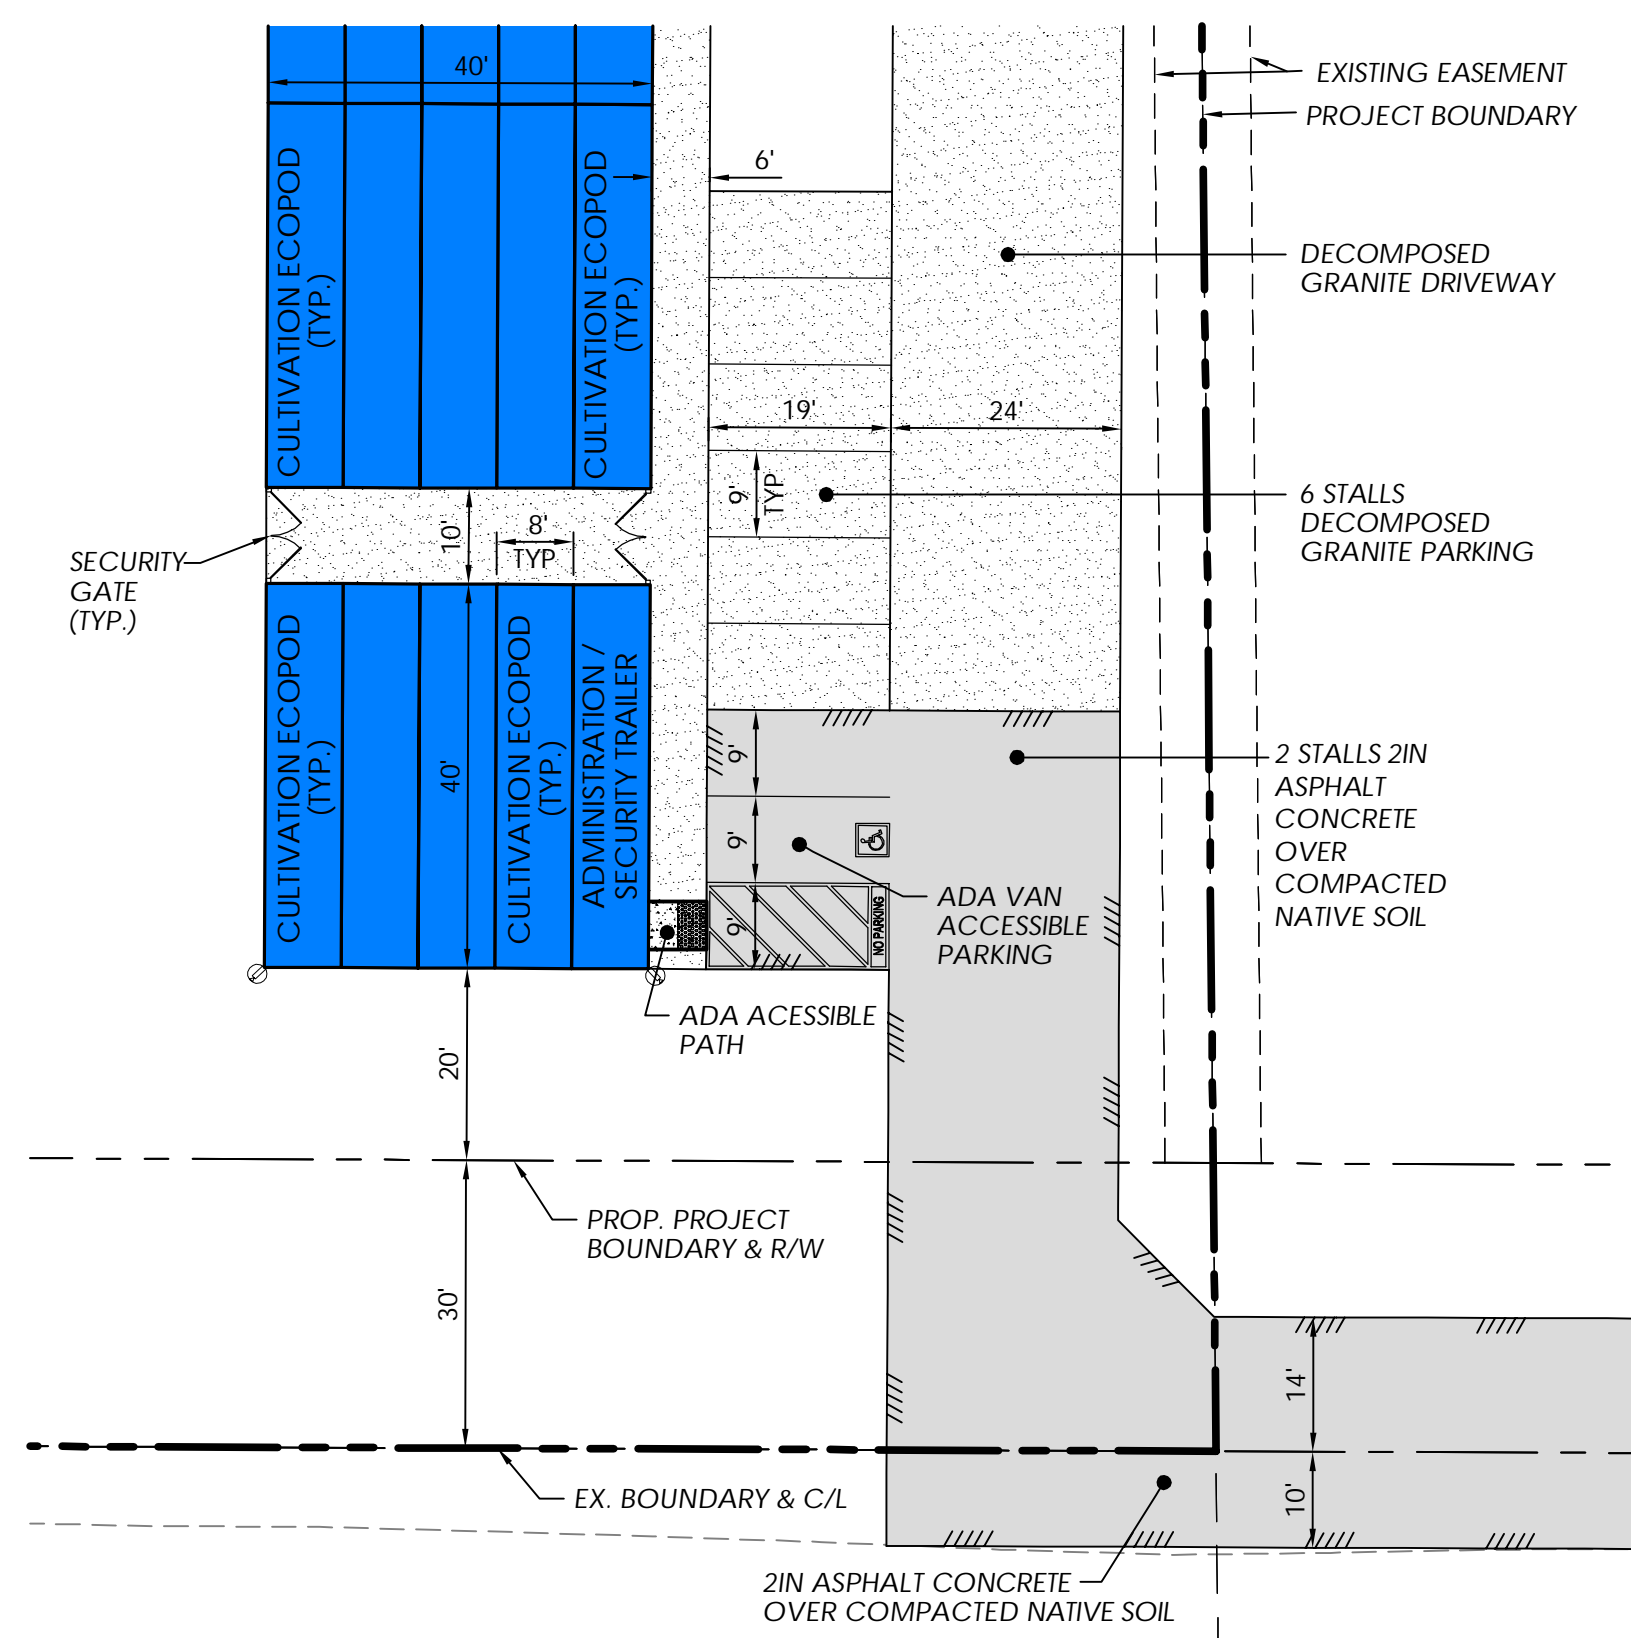 40'
EXISTING EASEMENT
PROJECT BOUNDARY
6'
CULTIVATION ECOPOD
(TYP.)
CULTIVATION ECOPOD
(TYP.)
DECOMPOSED
GRANITE DRIVEWAY
19'
24'
9'
TYP
6 STALLS
DECOMPOSED
GRANITE PARKING
10'
8'
TYP
SECURITY
GATE
(TYP.)
CULTIVATION ECOPOD
(TYP.)
40'
CULTIVATION ECOPOD
(TYP.)
ADMINISTRATION /
SECURITY TRAILER
9'
9'
9'
NO PARKING
2 STALLS 2IN
ASPHALT
CONCRETE
OVER
COMPACTED
NATIVE SOIL
ADA VAN
ACCESSIBLE
PARKING
ADA ACESSIBLE
PATH
20'
PROP. PROJECT
BOUNDARY & R/W
30'
14'
10'
EX. BOUNDARY & C/L
2IN ASPHALT CONCRETE
OVER COMPACTED NATIVE SOIL